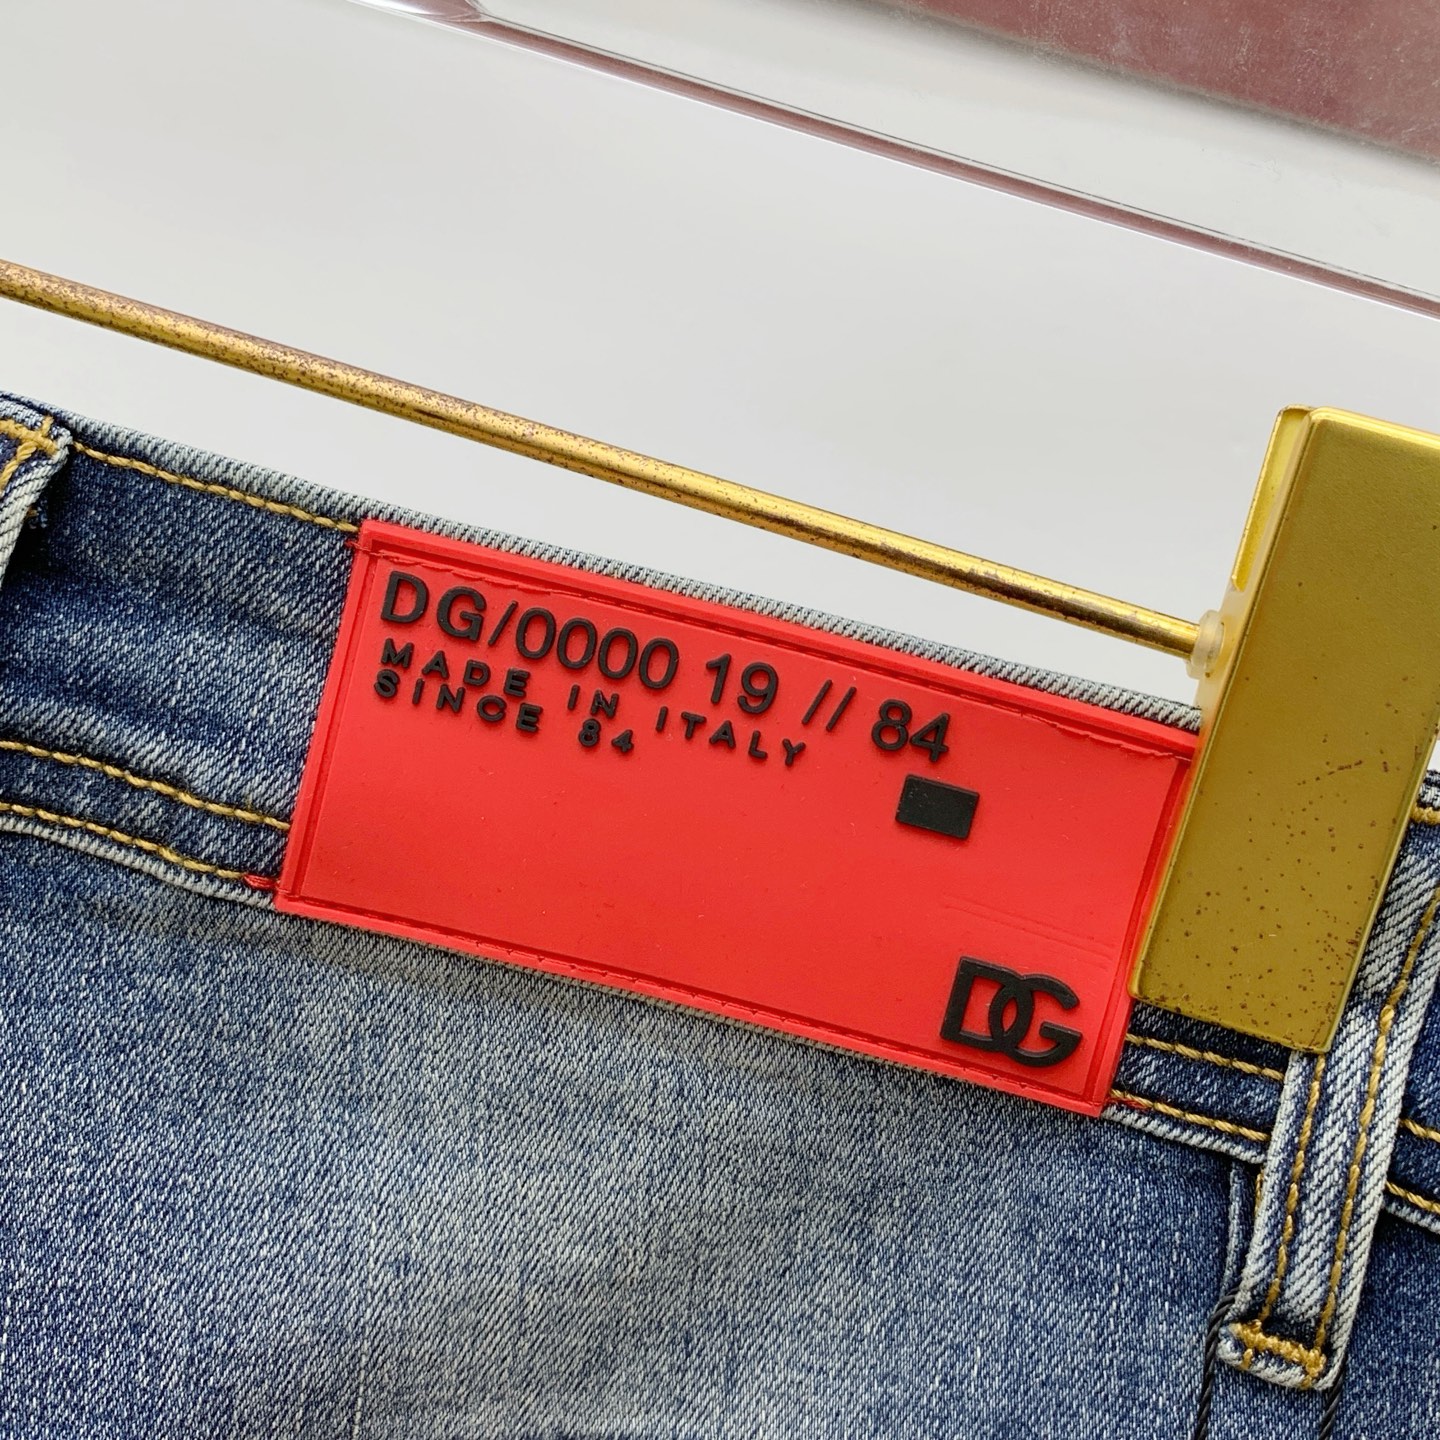 DG/0000 19 // 84
MADE IN ITALY
SINCE 84
DG